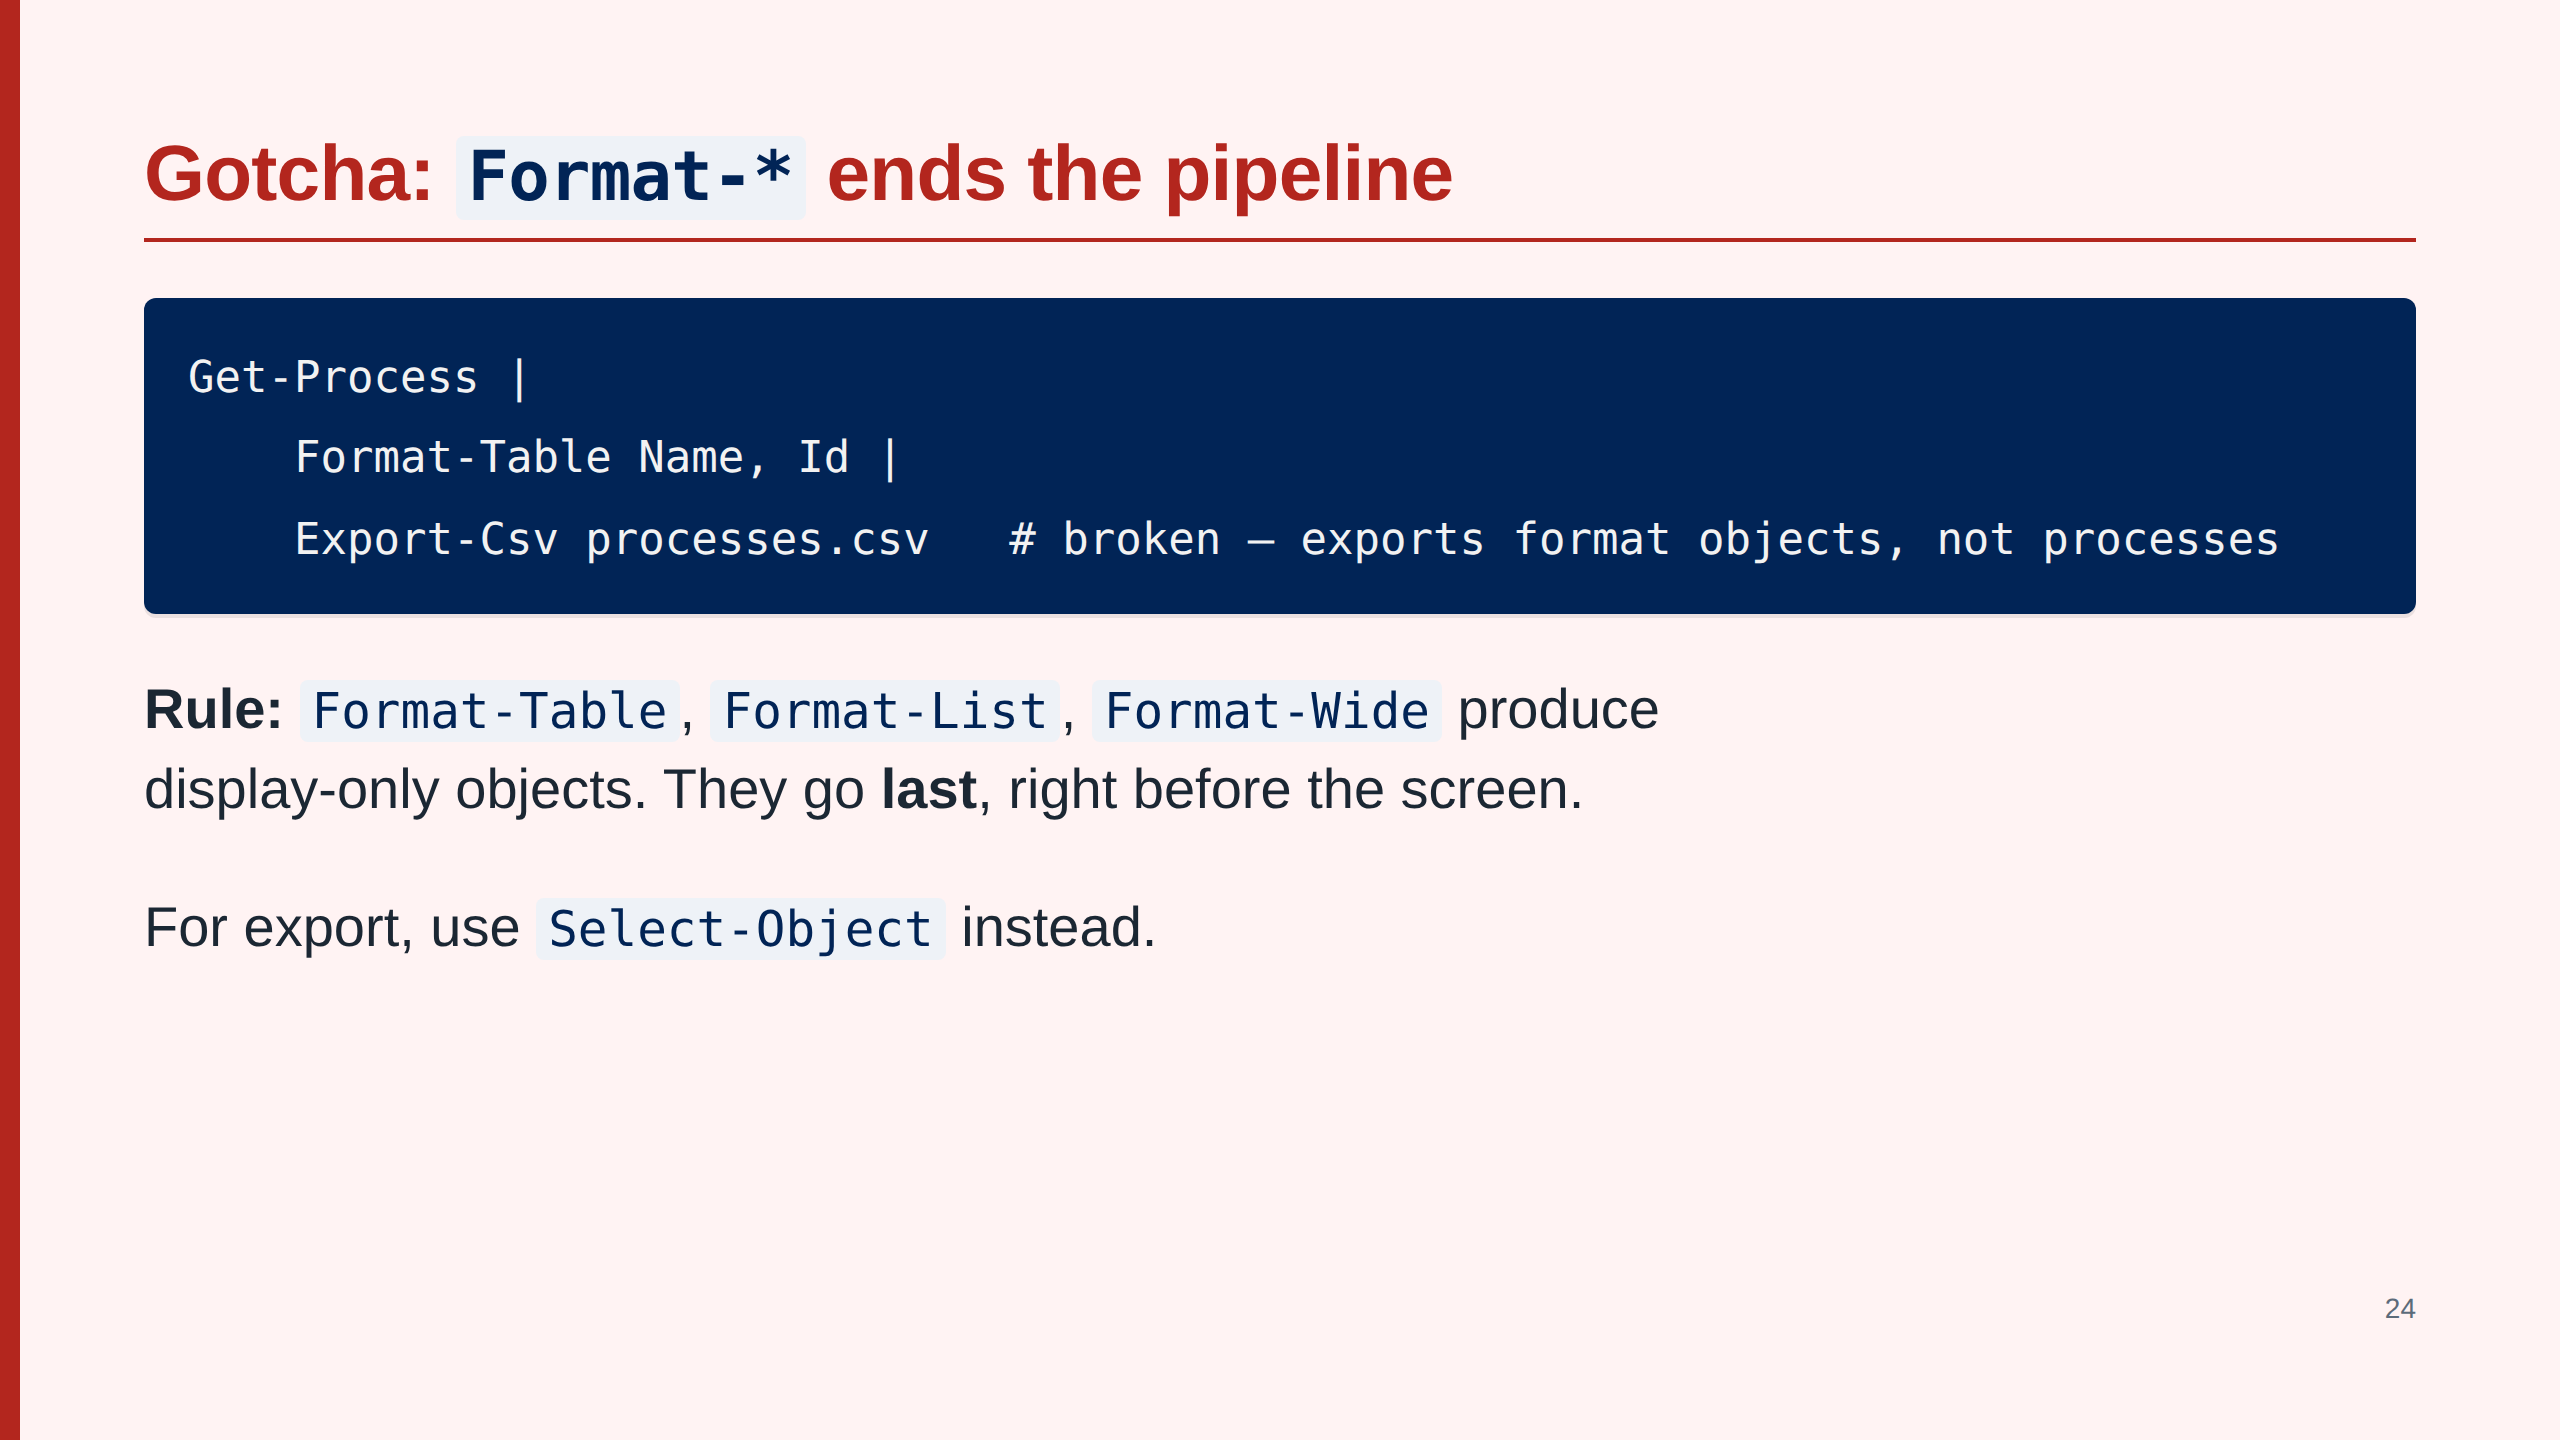 Gotcha: Format-* ends the pipeline
Get-Process |
    Format-Table Name, Id |
    Export-Csv processes.csv   # broken — exports format objects, not processes
Rule: Format-Table, Format-List, Format-Wide produce
display-only objects. They go last, right before the screen.
For export, use Select-Object instead.
24